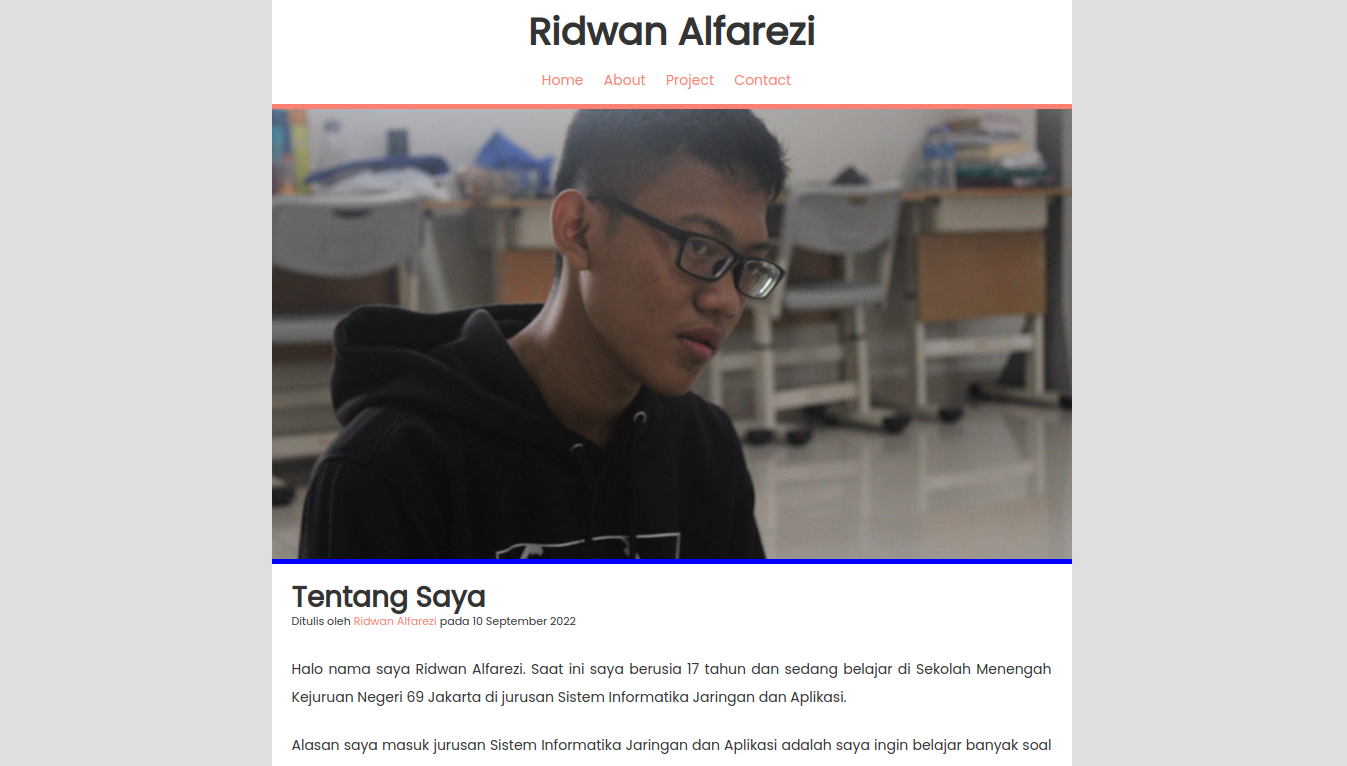 Ridwan Alfarezi
Home About Project Contact
Tentang Saya
Ditulis oleh Ridwan Alfarezi pada 10 September 2022
Halo nama saya Ridwan Alfarezi. Saat ini saya berusia 17 tahun dan sedang belajar di Sekolah Menengah
Kejuruan Negeri 69 Jakarta di jurusan Sistem Informatika Jaringan dan Aplikasi.
Alasan saya masuk jurusan Sistem Informatika Jaringan dan Aplikasi adalah saya ingin belajar banyak soal